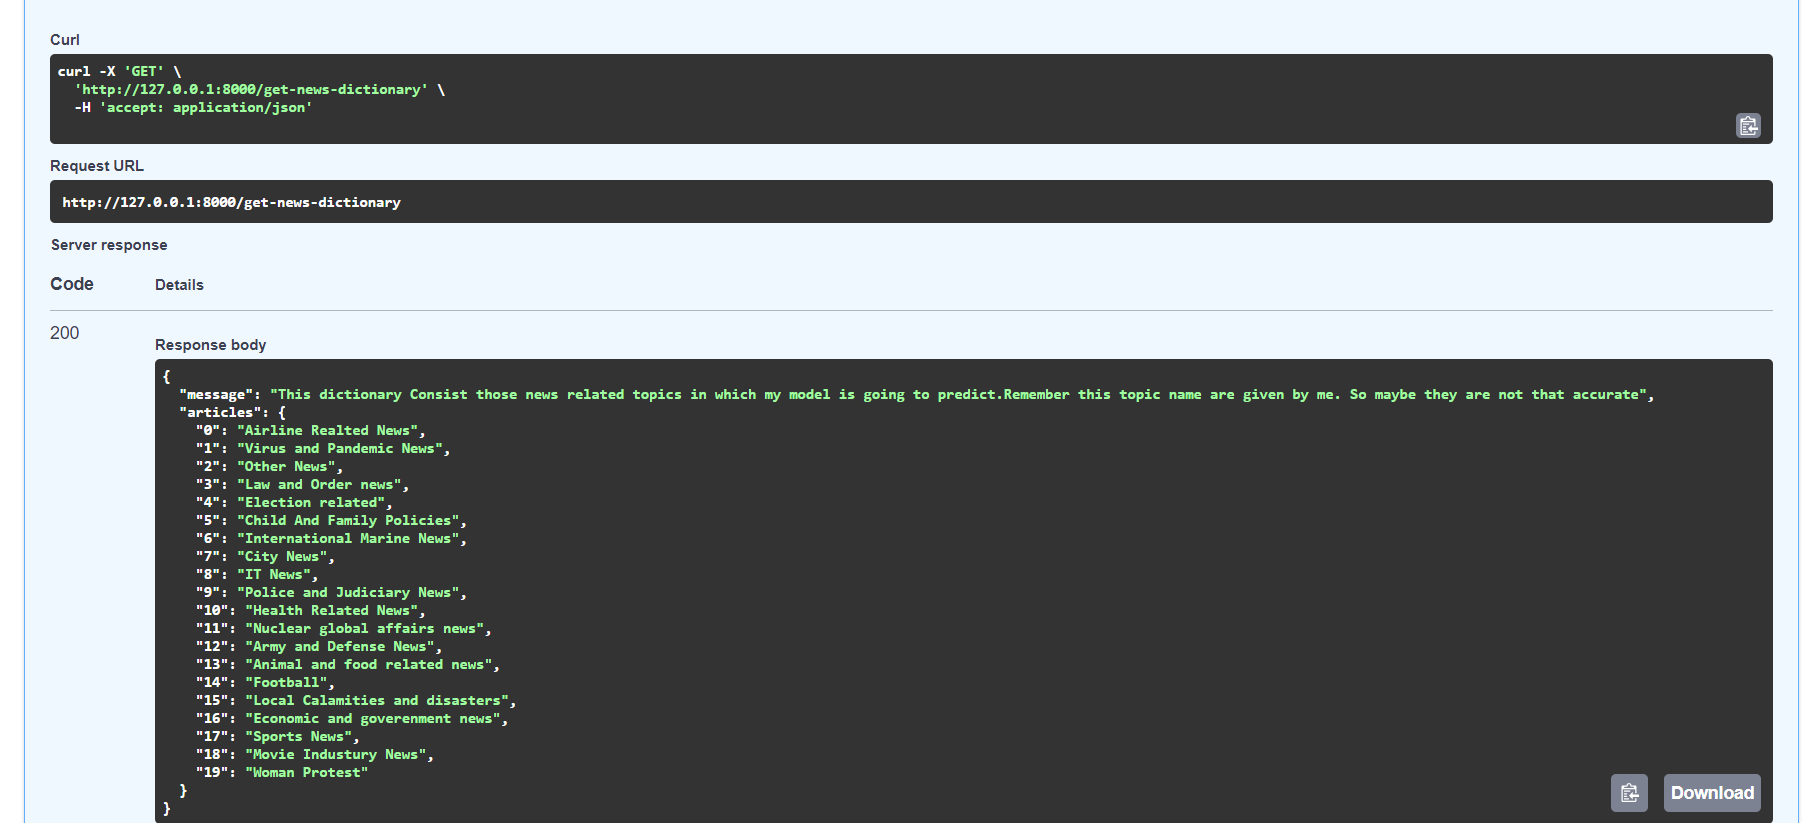 Curl
curl -X 'GET' \
  'http://127.0.0.1:8000/get-news-dictionary' \
  -H 'accept: application/json'
Request URL
http://127.0.0.1:8000/get-news-dictionary
Server response
Code Details
200
Response body
{
  "message": "This dictionary Consist those news related topics in which my model is going to predict.Remember this topic name are given by me. So maybe they are not that accurate",
  "articles": {
    "0": "Airline Realted News",
    "1": "Virus and Pandemic News",
    "2": "Other News",
    "3": "Law and Order news",
    "4": "Election related",
    "5": "Child And Family Policies",
    "6": "International Marine News",
    "7": "City News",
    "8": "IT News",
    "9": "Police and Judiciary News",
    "10": "Health Related News",
    "11": "Nuclear global affairs news",
    "12": "Army and Defense News",
    "13": "Animal and food related news",
    "14": "Football",
    "15": "Local Calamities and disasters",
    "16": "Economic and goverenment news",
    "17": "Sports News",
    "18": "Movie Industury News",
    "19": "Woman Protest"
  }
}
Download